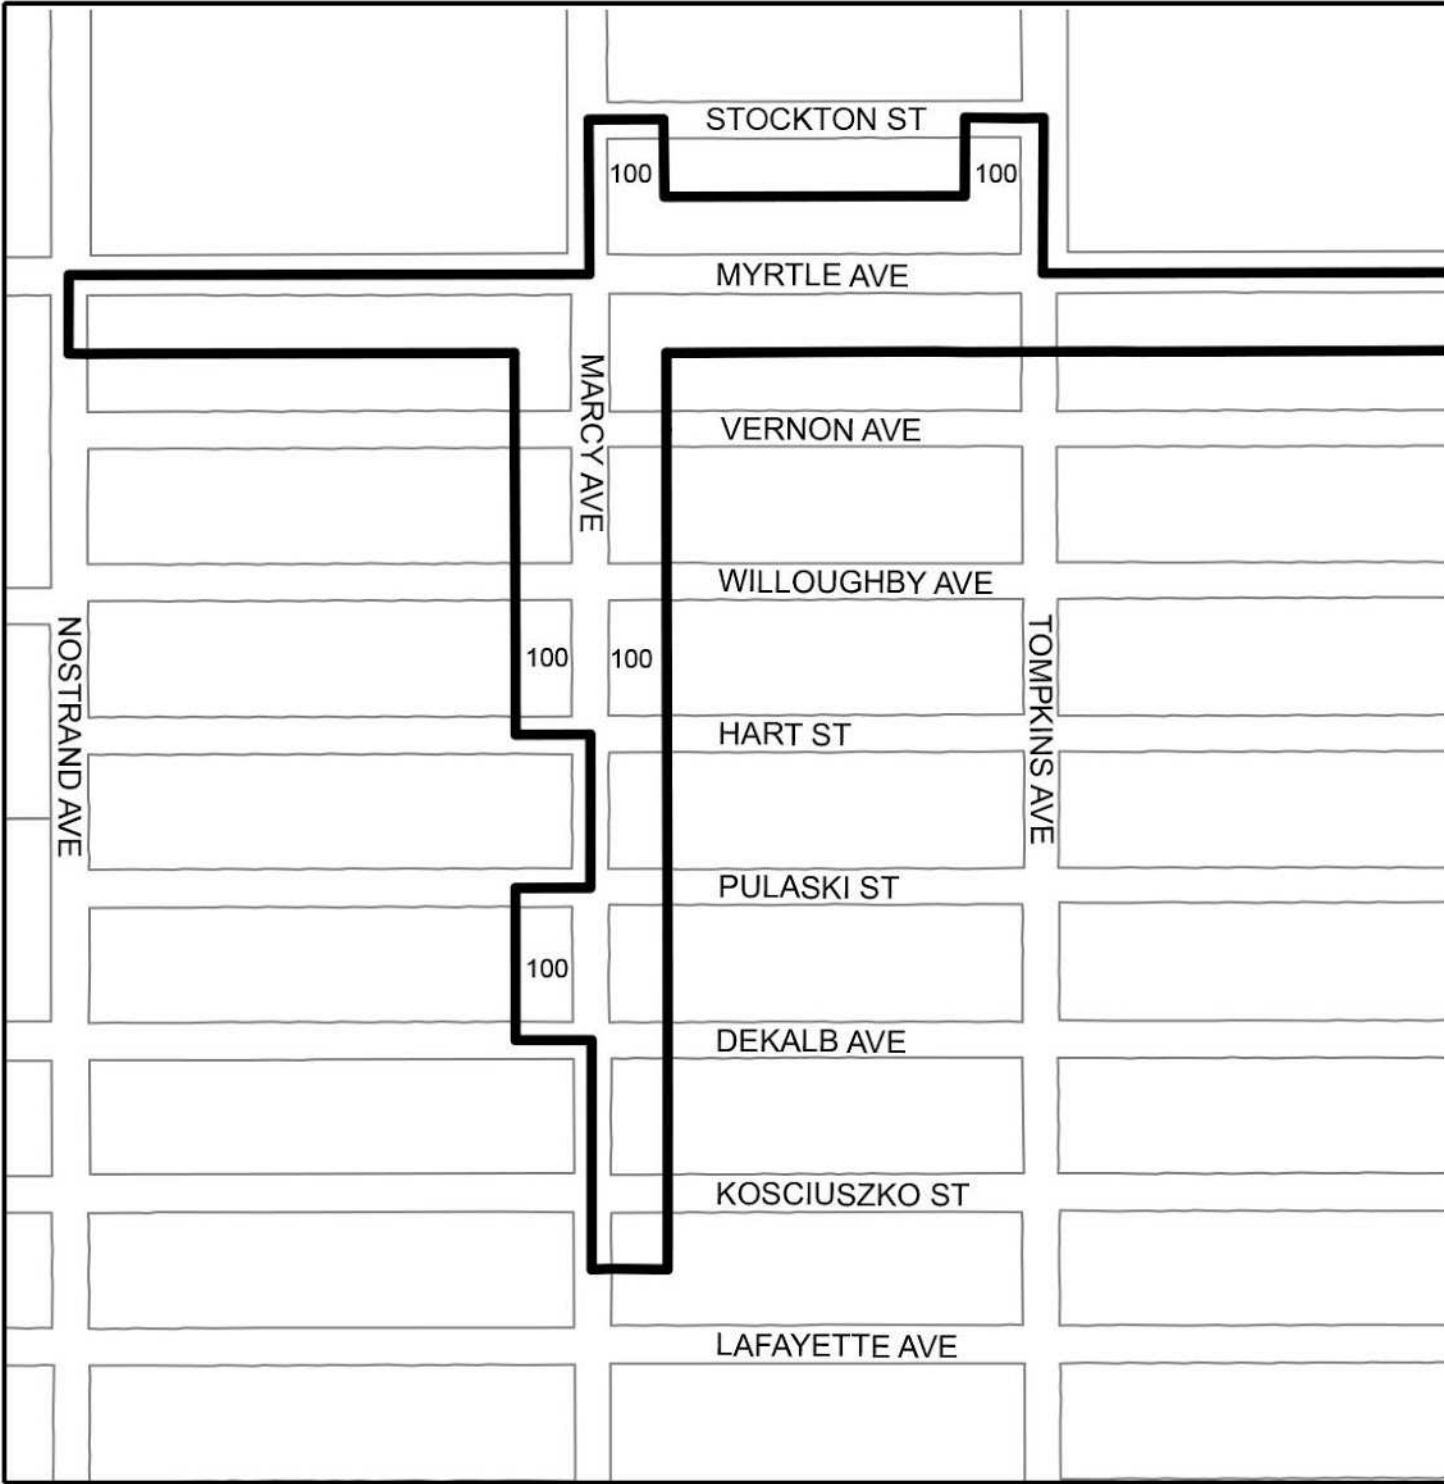 STOCKTON ST
100
100
MYRTLE AVE
MARCY AVE
VERNON AVE
WILLOUGHBY AVE
NOSTRAND AVE
TOMPKINS AVE
100
100
HART ST
PULASKI ST
100
DEKALB AVE
KOSCIUSZKO ST
LAFAYETTE AVE